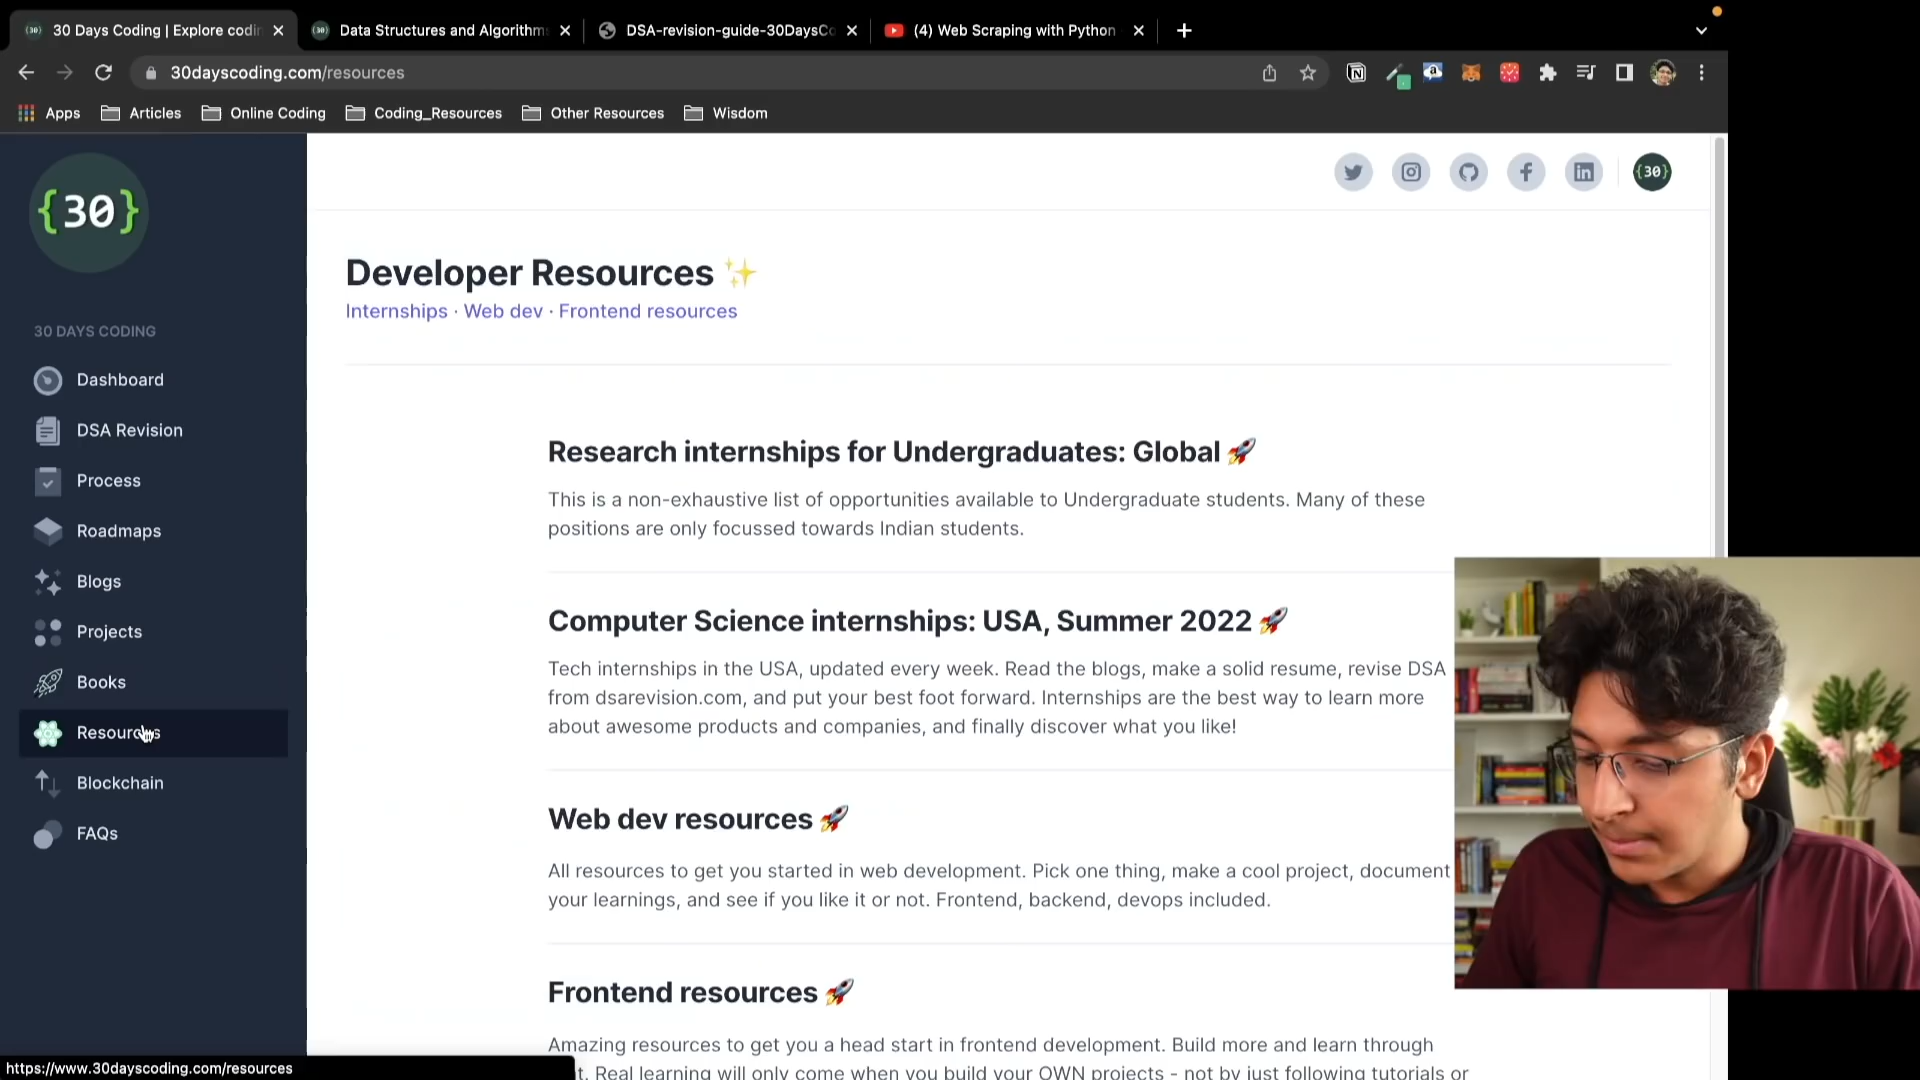 30 Days Coding | Explore codin
Data Structures and Algorithms
DSA-revision-guide-30DaysCo
(4) Web Scraping with Python
30dayscoding.com/resources
Apps
Articles
Online Coding
Coding_Resources
Other Resources
Wisdom
{30}
{30}
30 DAYS CODING
Dashboard
DSA Revision
Process
Roadmaps
Blogs
Projects
Books
Resources
Blockchain
FAQs
Developer Resources
Internships · Web dev · Frontend resources
Research internships for Undergraduates: Global
This is a non-exhaustive list of opportunities available to Undergraduate students. Many of these
positions are only focussed towards Indian students.
Computer Science internships: USA, Summer 2022
Tech internships in the USA, updated every week. Read the blogs, make a solid resume, revise DSA
from dsarevision.com, and put your best foot forward. Internships are the best way to learn more
about awesome products and companies, and finally discover what you like!
Web dev resources
All resources to get you started in web development. Pick one thing, make a cool project, document
your learnings, and see if you like it or not. Frontend, backend, devops included.
Frontend resources
Amazing resources to get you a head start in frontend development. Build more and learn through
t. Real learning will only come when you build your OWN projects - not by just following tutorials or
https://www.30dayscoding.com/resources